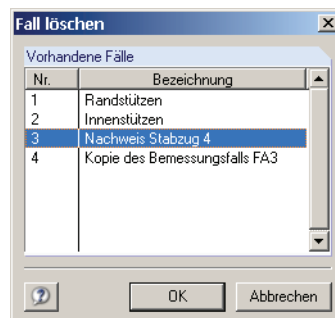 Fall löschen
Vorhandene Fälle
Nr. Bezeichnung
1 Randstützen
2 Innenstützen
3 Nachweis Stabzug 4
4 Kopie des Bemessungsfalls FA3
OK Abbrechen